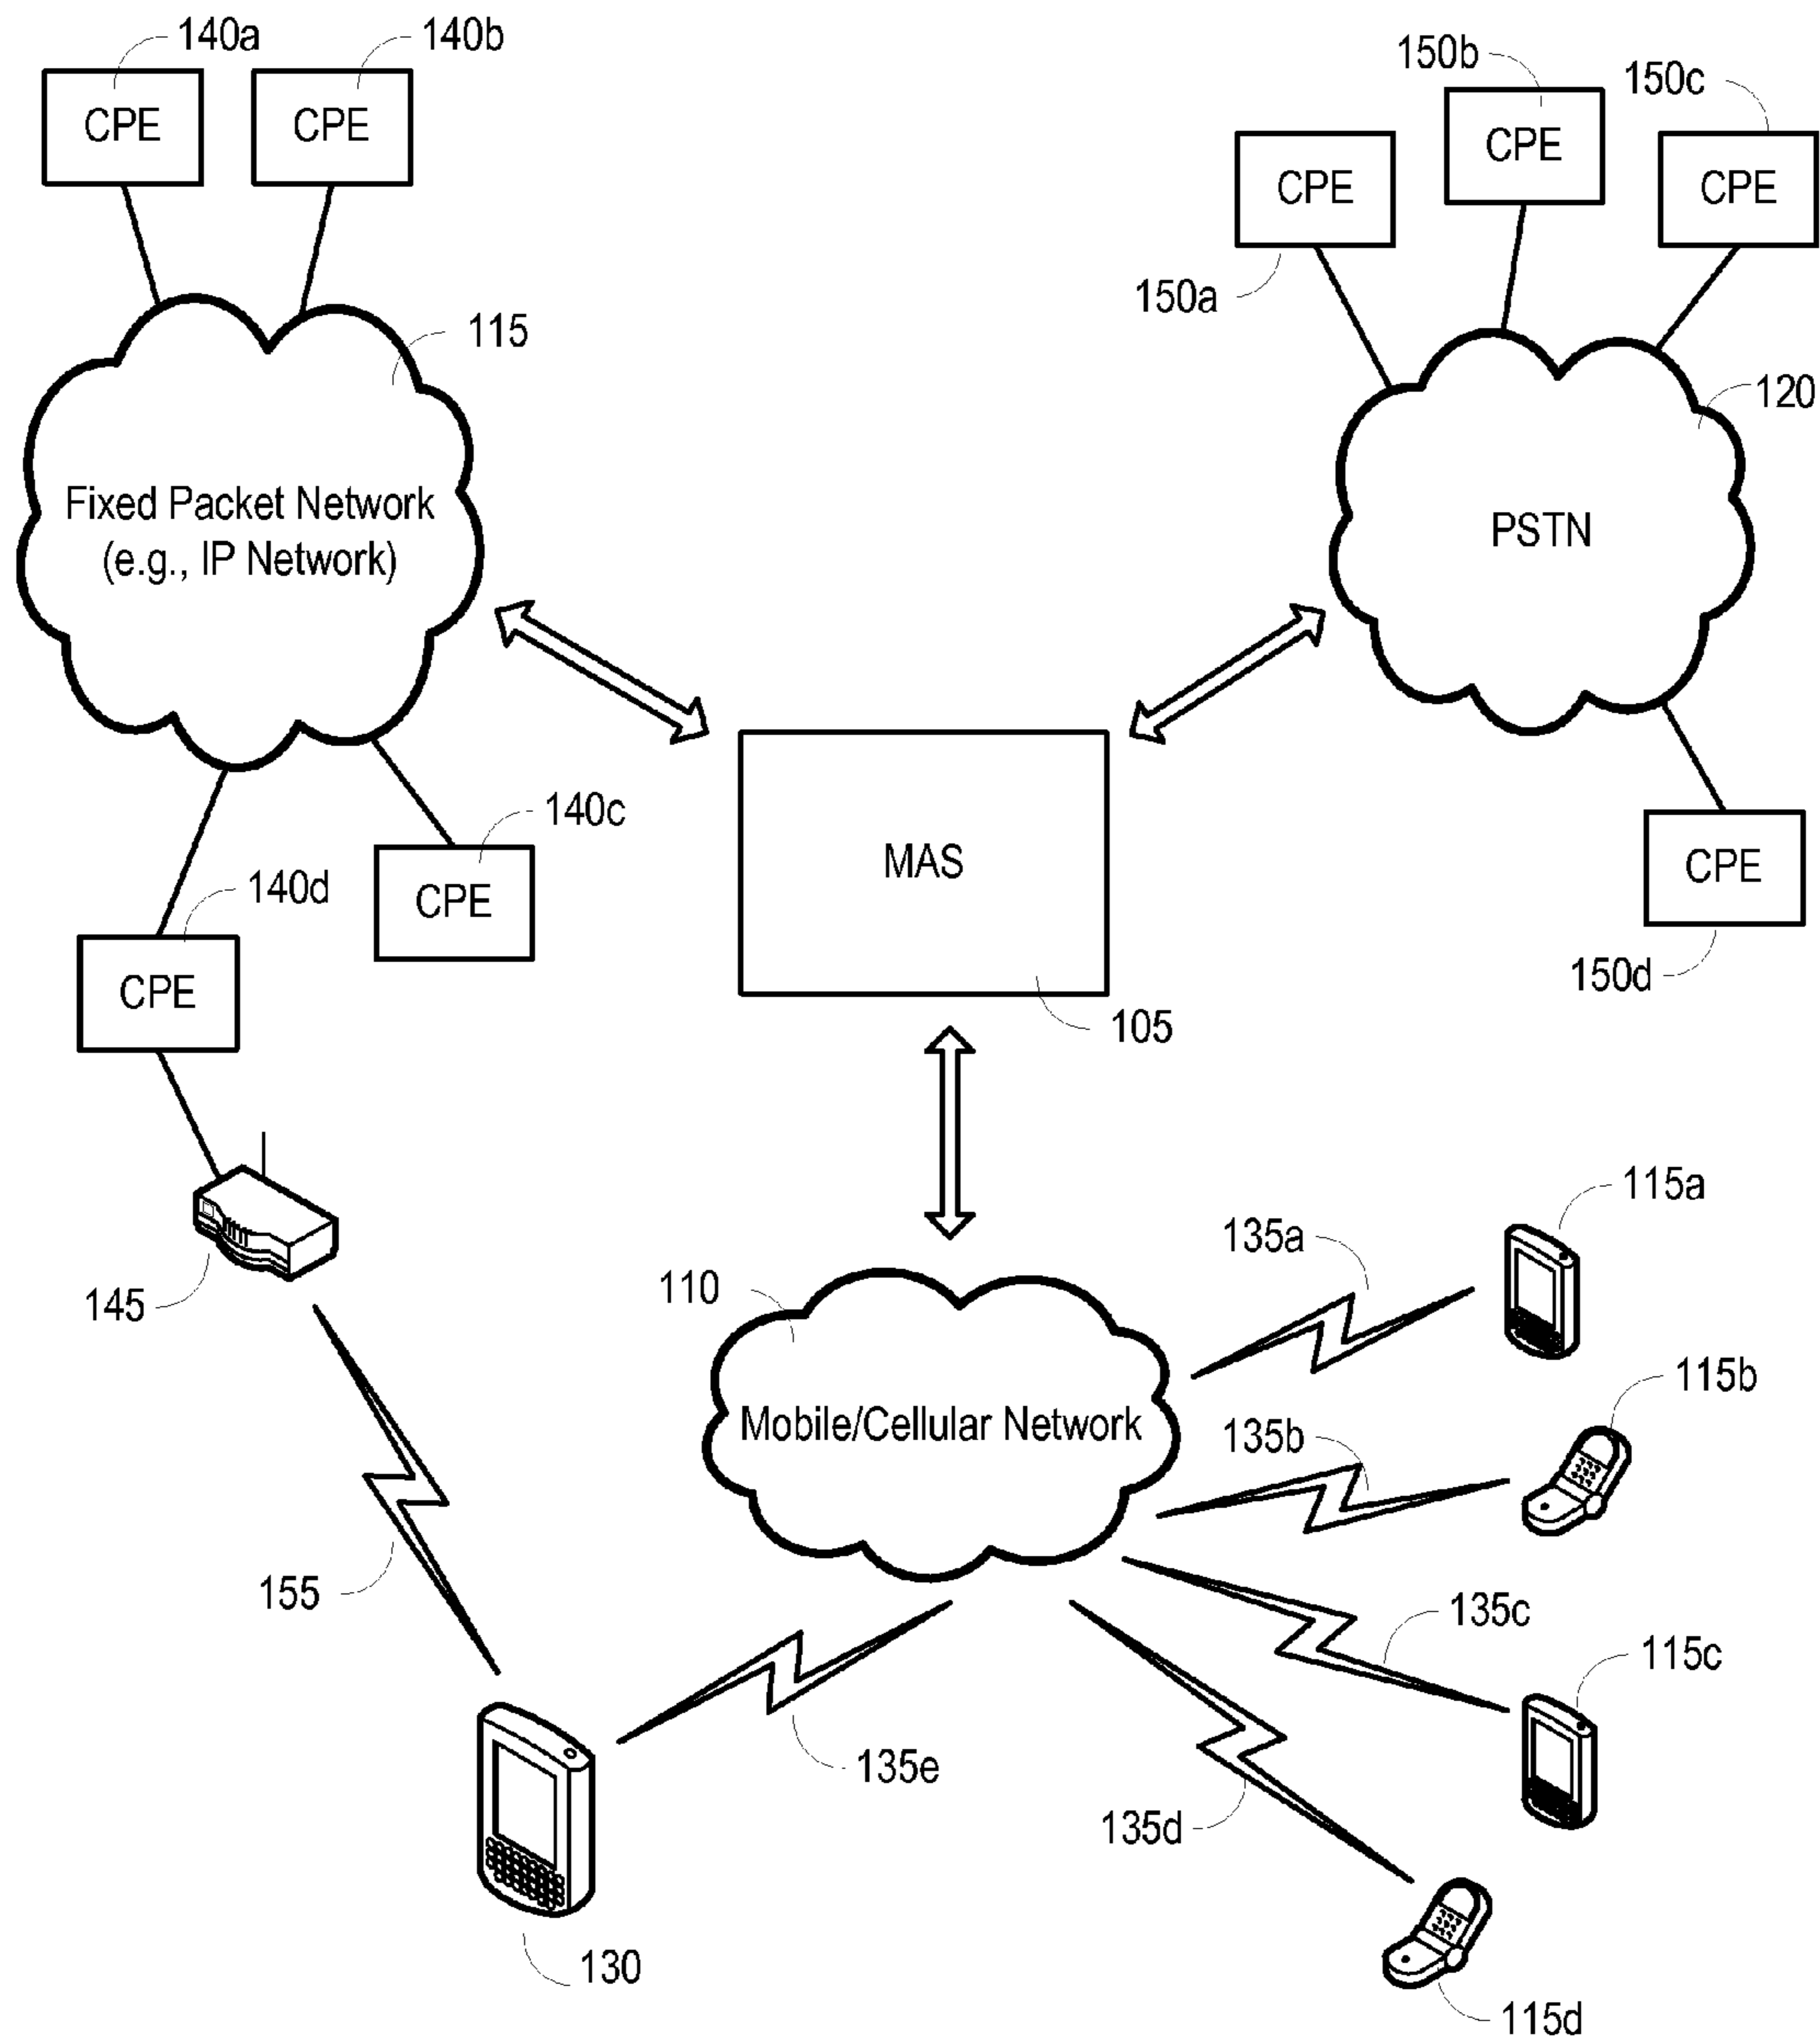 140a
140b
CPE
CPE
150b
150c
CPE
CPE
CPE
150a
115
120
Fixed Packet Network
(e.g., IP Network)
PSTN
140c
CPE
140d
CPE
MAS
105
CPE
150d
145
115a
135a
110
Mobile/Cellular Network
115b
135b
155
135c
115c
135e
135d
130
115d